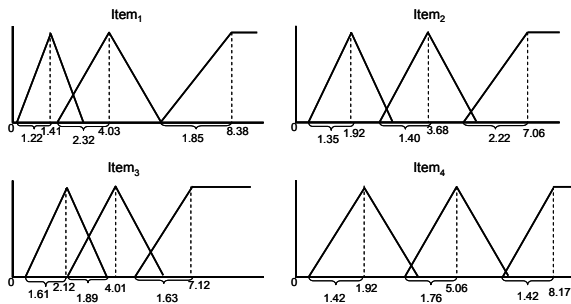 Item1 Item2
0 1.22 1.41 2.32 4.03 1.85 8.38
0 1.35 1.92 1.40 3.68 2.22 7.06
Item3 Item4
0 1.61 2.12 1.89 4.01 1.63 7.12
0 1.42 1.92 1.76 5.06 1.42 8.17